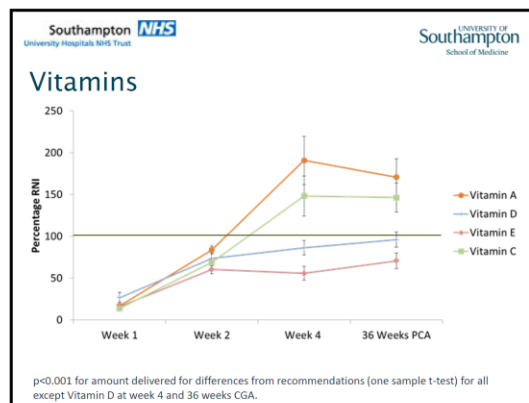 Southampton NHS
University Hospitals NHS Trust
UNIVERSITY OF
Southampton
School of Medicine
Vitamins
250
200
150
100
50
0
Percentage RNI
Week 1
Week 2
Week 4
36 Weeks PCA
Vitamin A
Vitamin D
Vitamin E
Vitamin C
p<0.001 for amount delivered for differences from recommendations (one sample t-test) for all
except Vitamin D at week 4 and 36 weeks CGA.